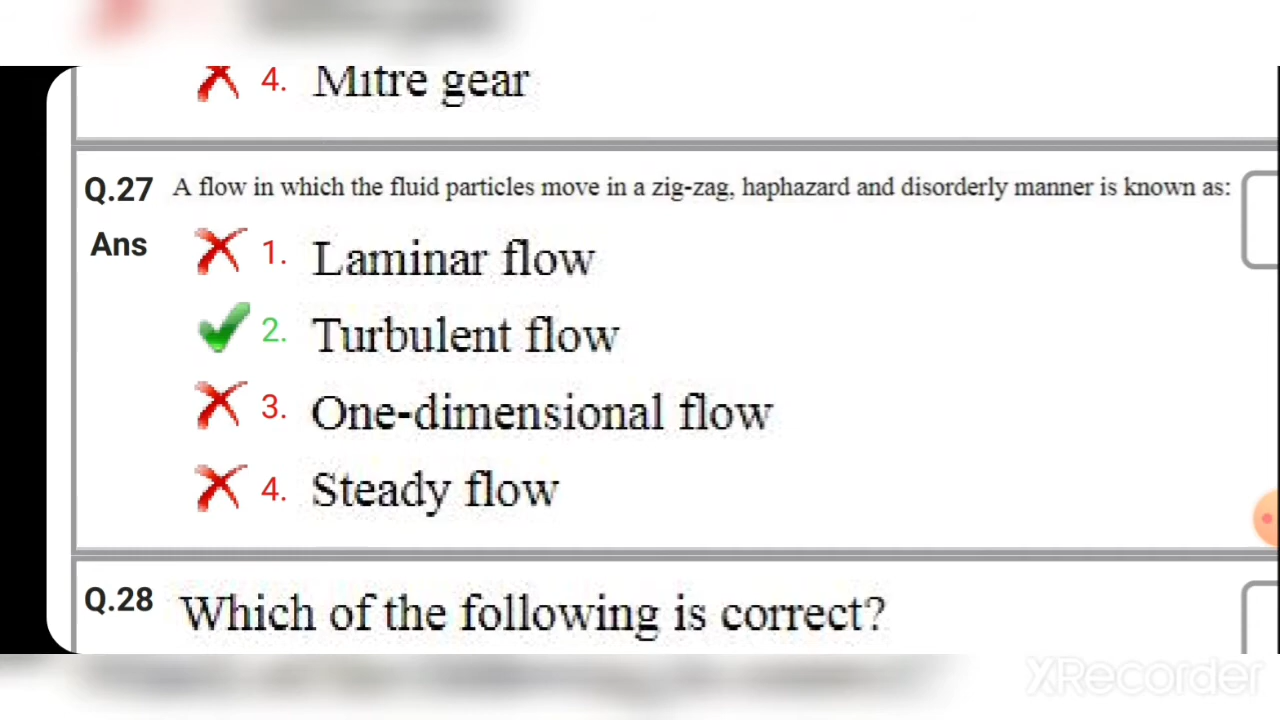 4. Mitre gear
Q.27 A flow in which the fluid particles move in a zig-zag, haphazard and disorderly manner is known as:
Ans 1. Laminar flow
2. Turbulent flow
3. One-dimensional flow
4. Steady flow
Q.28 Which of the following is correct?
XRecorder